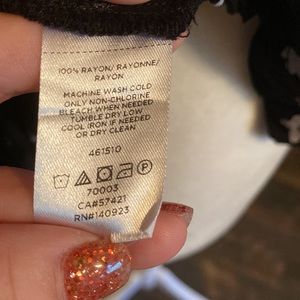 100% RAYON/ RAYONNE/
RAYON
MACHINE WASH COLD
ONLY NON-CHLORINE
BLEACH WHEN NEEDED
TUMBLE DRY LOW
COOL IRON IF NEEDED
OR DRY CLEAN
461510
70003
CA#57421
RN#140923